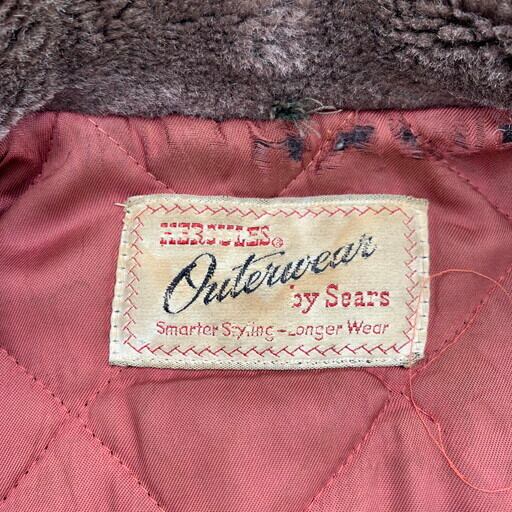 HERCULES®
Outerwear
by Sears
Smarter Styling-Longer Wear